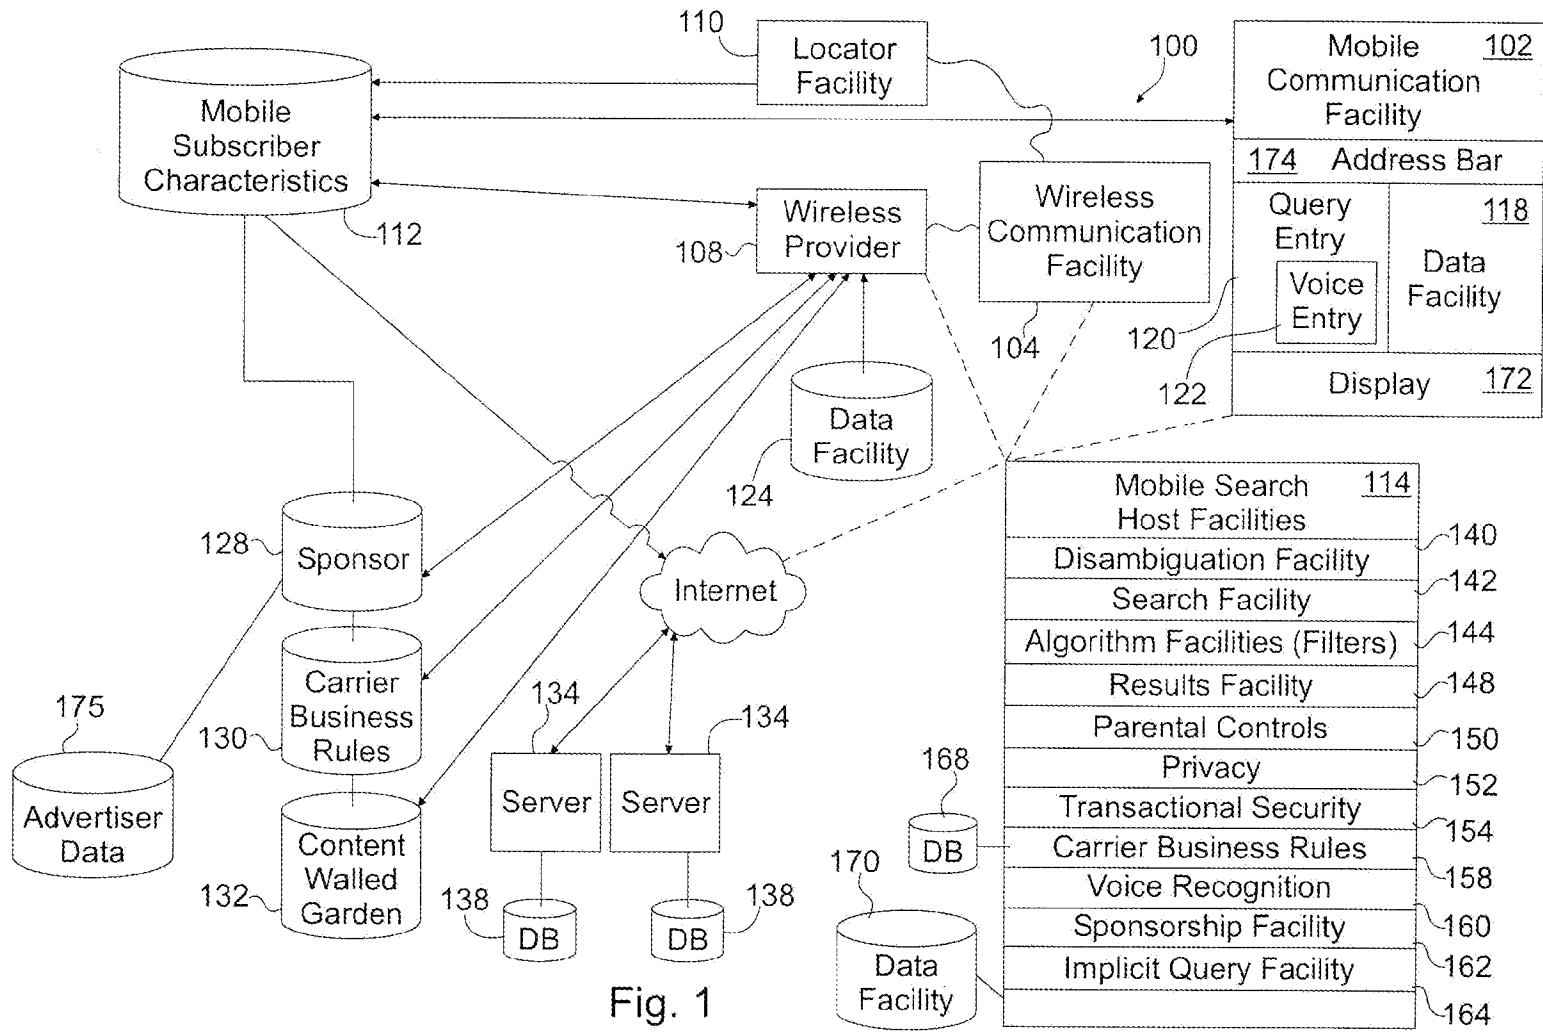 110
Locator
Facility
100
Mobile
Communication
Facility
102
Mobile
Subscriber
Characteristics
112
174 Address Bar
Wireless
Provider
108
Wireless
Communication
Facility
104
Query
Entry
Voice
Entry
120
122
118
Data
Facility
Display 172
Data
Facility
124
Mobile Search
Host Facilities
114
Sponsor
128
Internet
Disambiguation Facility
140
Search Facility
142
Algorithm Facilities (Filters)
144
Results Facility
148
Parental Controls
150
Privacy
152
Transactional Security
154
Carrier Business Rules
158
Voice Recognition
160
Sponsorship Facility
162
Implicit Query Facility
164
Carrier
Business
Rules
130
175
Advertiser
Data
Content
Walled
Garden
132
134
Server
134
Server
138
DB
138
DB
168
DB
170
Data
Facility
Fig. 1